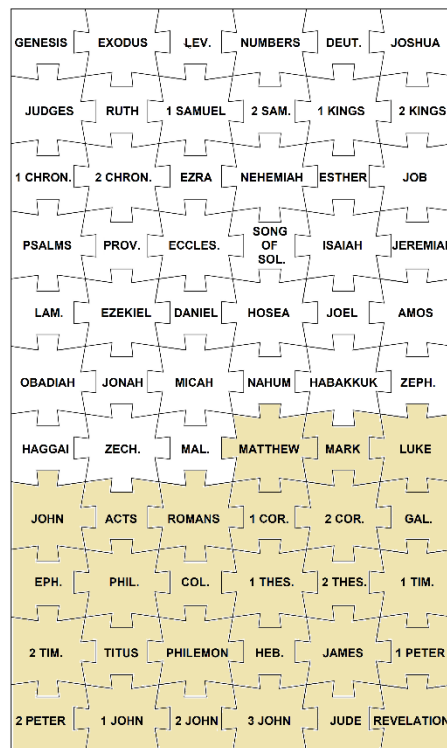 GENESIS EXODUS LEV. NUMBERS DEUT. JOSHUA
JUDGES RUTH 1 SAMUEL 2 SAM. 1 KINGS 2 KINGS
1 CHRON. 2 CHRON. EZRA NEHEMIAH ESTHER JOB
PSALMS PROV. ECCLES. SONG OF SOL. ISAIAH JEREMIAH
LAM. EZEKIEL DANIEL HOSEA JOEL AMOS
OBADIAH JONAH MICAH NAHUM HABAKKUK ZEPH.
HAGGAI ZECH. MAL. MATTHEW MARK LUKE
JOHN ACTS ROMANS 1 COR. 2 COR. GAL.
EPH. PHIL. COL. 1 THES. 2 THES. 1 TIM.
2 TIM. TITUS PHILEMON HEB. JAMES 1 PETER
2 PETER 1 JOHN 2 JOHN 3 JOHN JUDE REVELATION